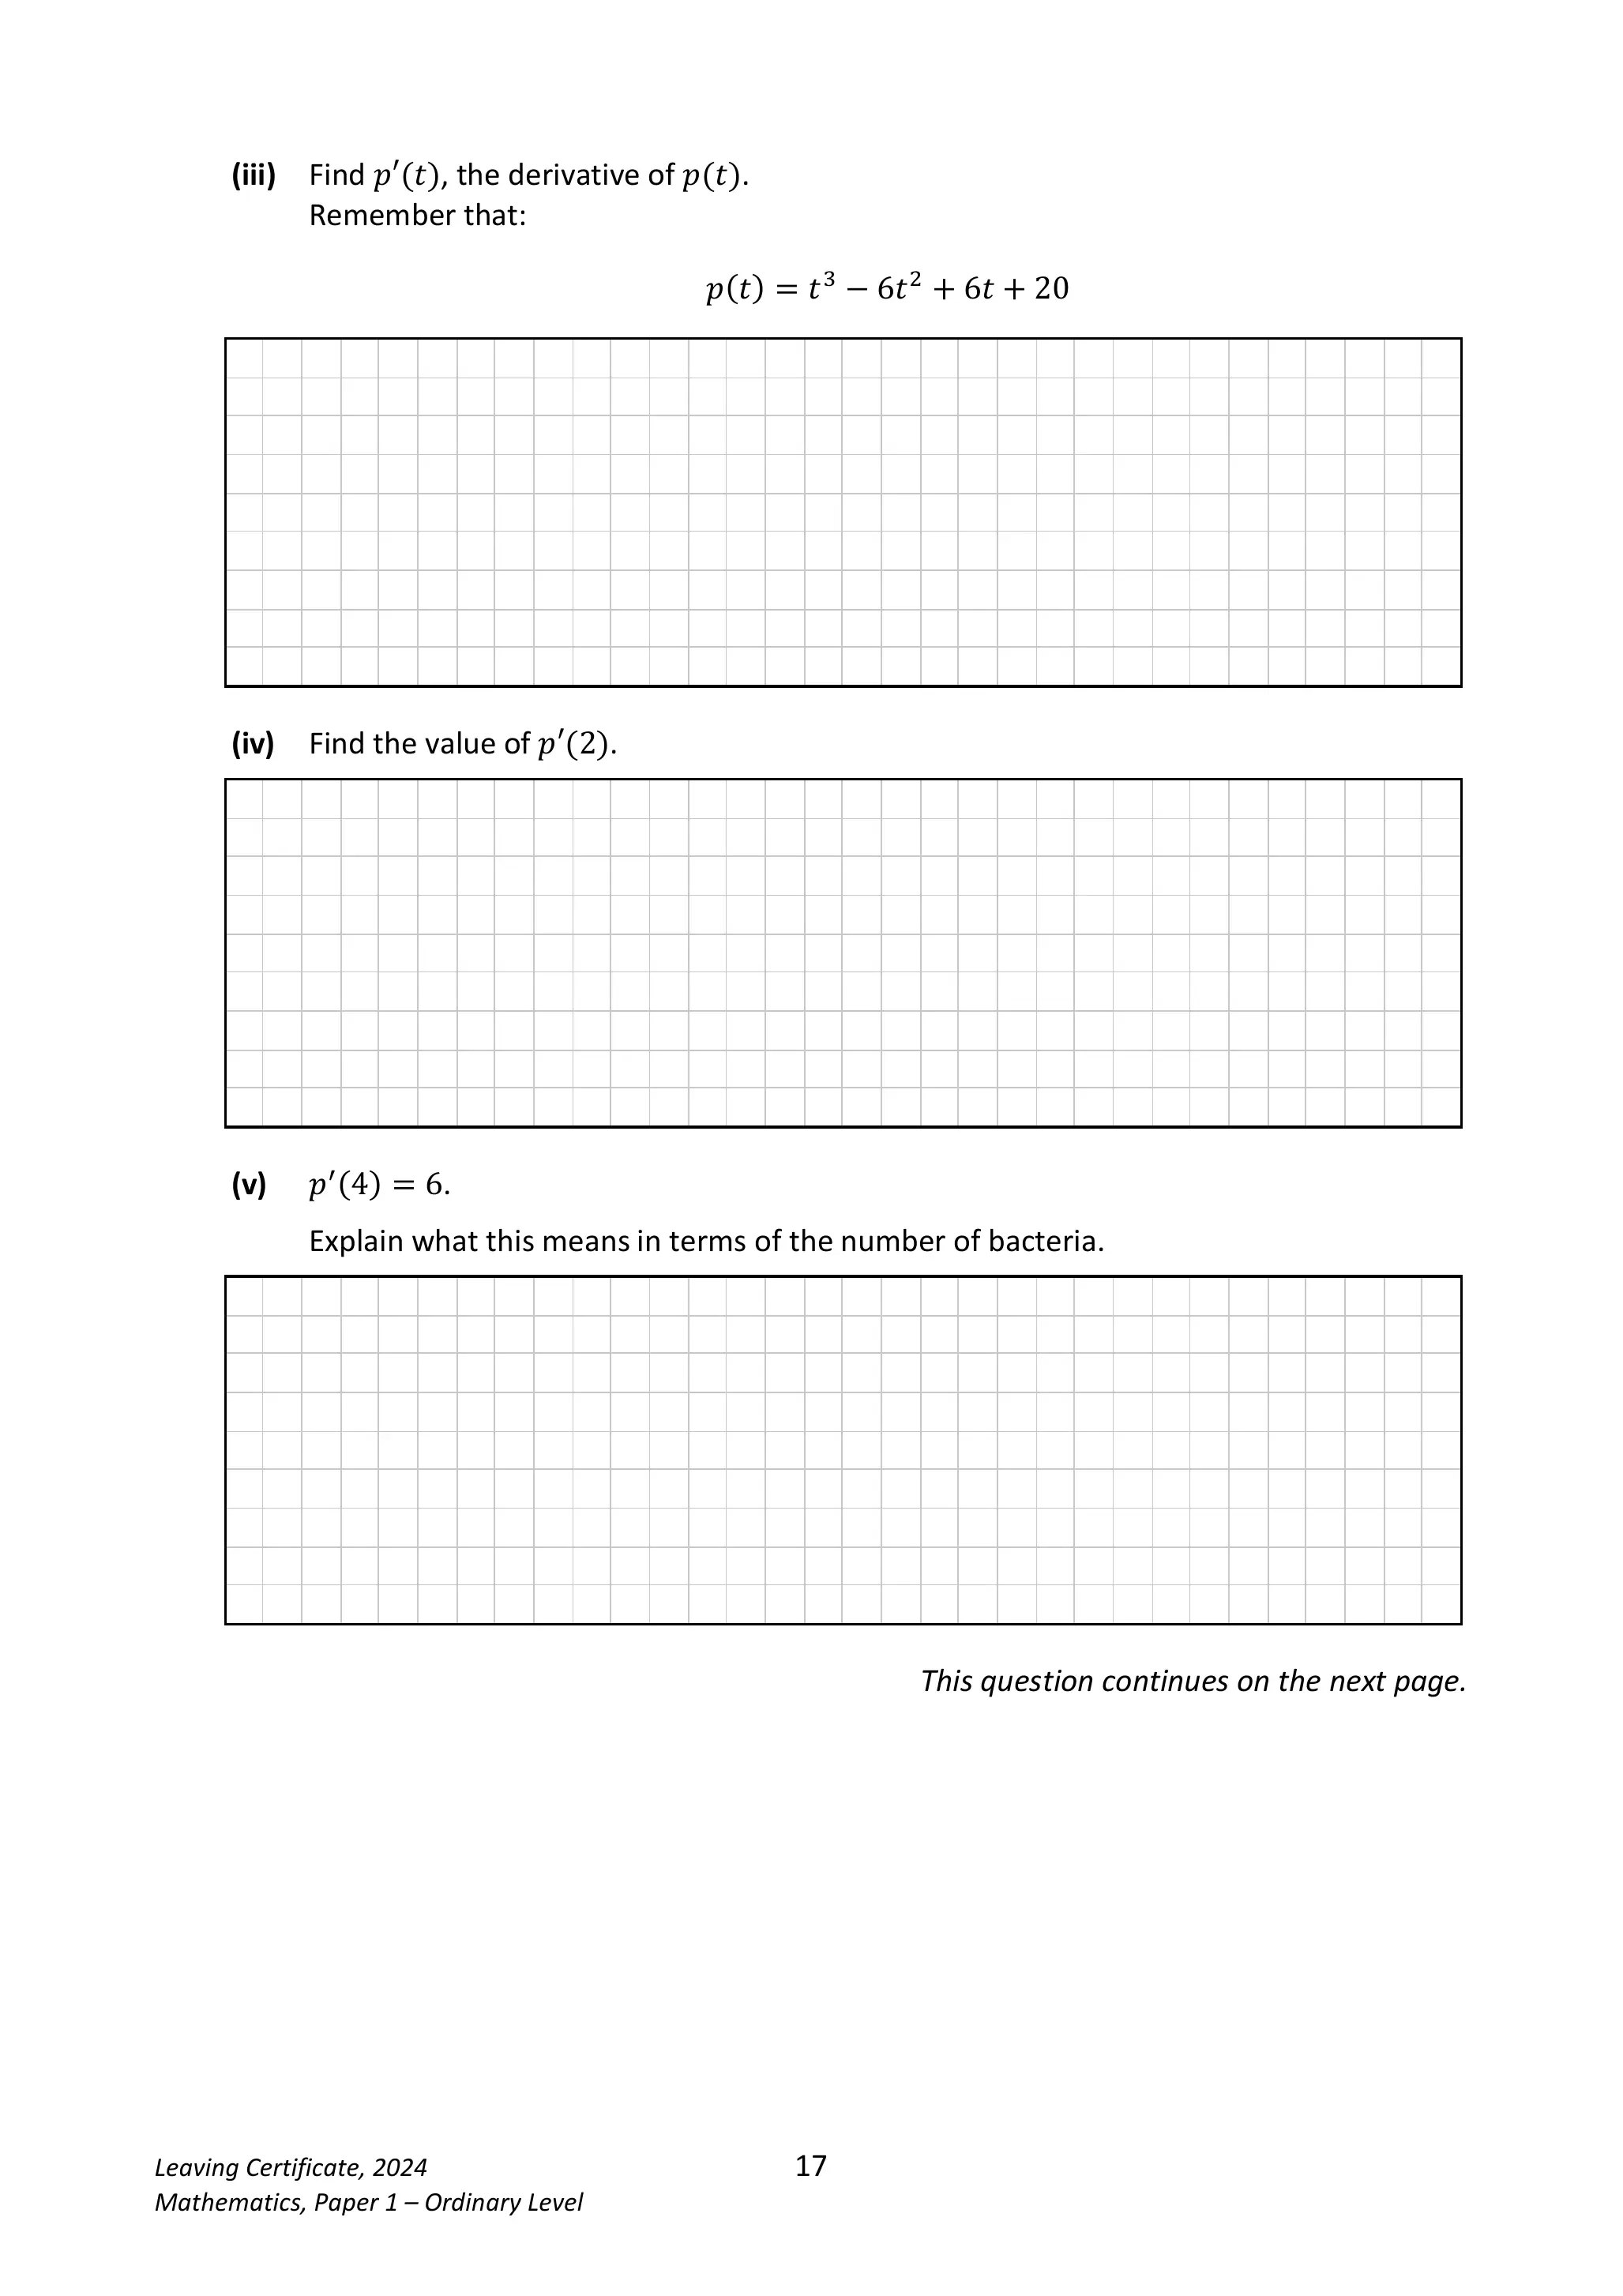 (iii) Find p′(t), the derivative of p(t).
Remember that:
p(t) = t³ − 6t² + 6t + 20
(iv) Find the value of p′(2).
(v) p′(4) = 6.
Explain what this means in terms of the number of bacteria.
This question continues on the next page.
Leaving Certificate, 2024
17
Mathematics, Paper 1 – Ordinary Level